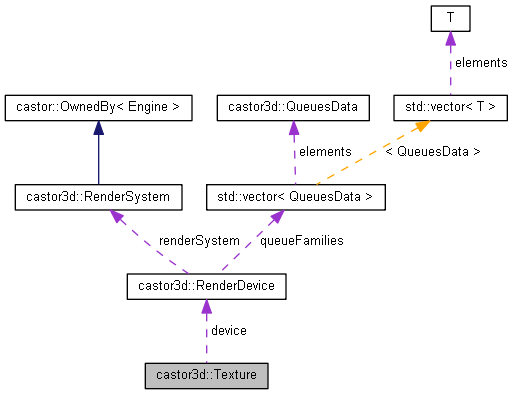 T
elements
castor::OwnedBy< Engine >
castor3d::QueuesData
std::vector< T >
elements
< QueuesData >
castor3d::RenderSystem
std::vector< QueuesData >
renderSystem
queueFamilies
castor3d::RenderDevice
device
castor3d::Texture